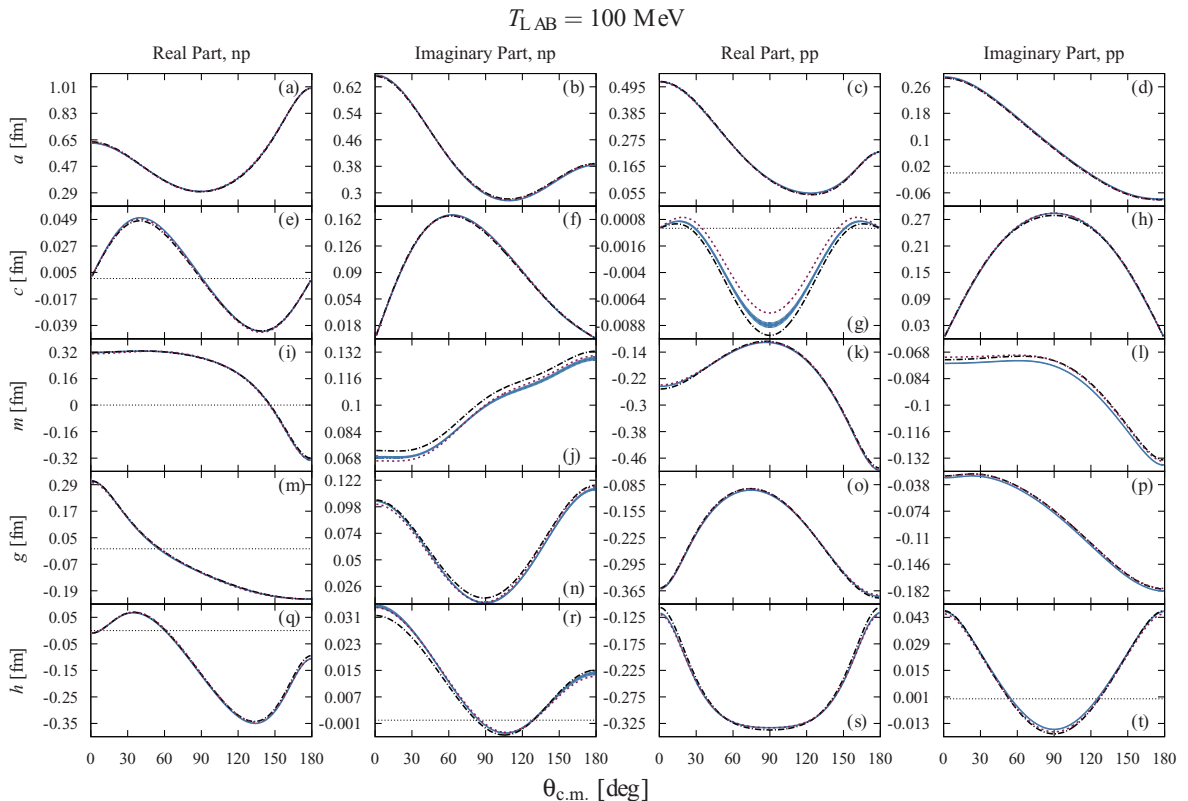 T_LAB = 100 MeV
Real Part, np Imaginary Part, np Real Part, pp Imaginary Part, pp
a [fm]
1.01 0.83 0.65 0.47 0.29 (a)
0.62 0.54 0.46 0.38 0.3 (b)
0.495 0.385 0.275 0.165 0.055 (c)
0.26 0.18 0.1 0.02 -0.06 (d)
c [fm]
0.049 0.027 0.005 -0.017 -0.039 (e)
0.162 0.126 0.09 0.054 0.018 (f)
0.0008 -0.0016 -0.004 -0.0064 -0.0088 (g)
0.27 0.21 0.15 0.09 0.03 (h)
m [fm]
0.32 0.16 0 -0.16 -0.32 (i)
0.132 0.116 0.1 0.084 0.068 (j)
-0.14 -0.22 -0.3 -0.38 -0.46 (k)
-0.068 -0.084 -0.1 -0.116 -0.132 (l)
g [fm]
0.29 0.17 0.05 -0.07 -0.19 (m)
0.122 0.098 0.074 0.05 0.026 (n)
-0.085 -0.155 -0.225 -0.295 -0.365 (o)
-0.038 -0.074 -0.11 -0.146 -0.182 (p)
h [fm]
0.05 -0.05 -0.15 -0.25 -0.35 (q)
0.031 0.023 0.015 0.007 -0.001 (r)
-0.125 -0.175 -0.225 -0.275 -0.325 (s)
0.043 0.029 0.015 0.001 -0.013 (t)
0 30 60 90 120 150 180 0 30 60 90 120 150 180 0 30 60 90 120 150 180 0 30 60 90 120 150 180
θ_c.m. [deg]